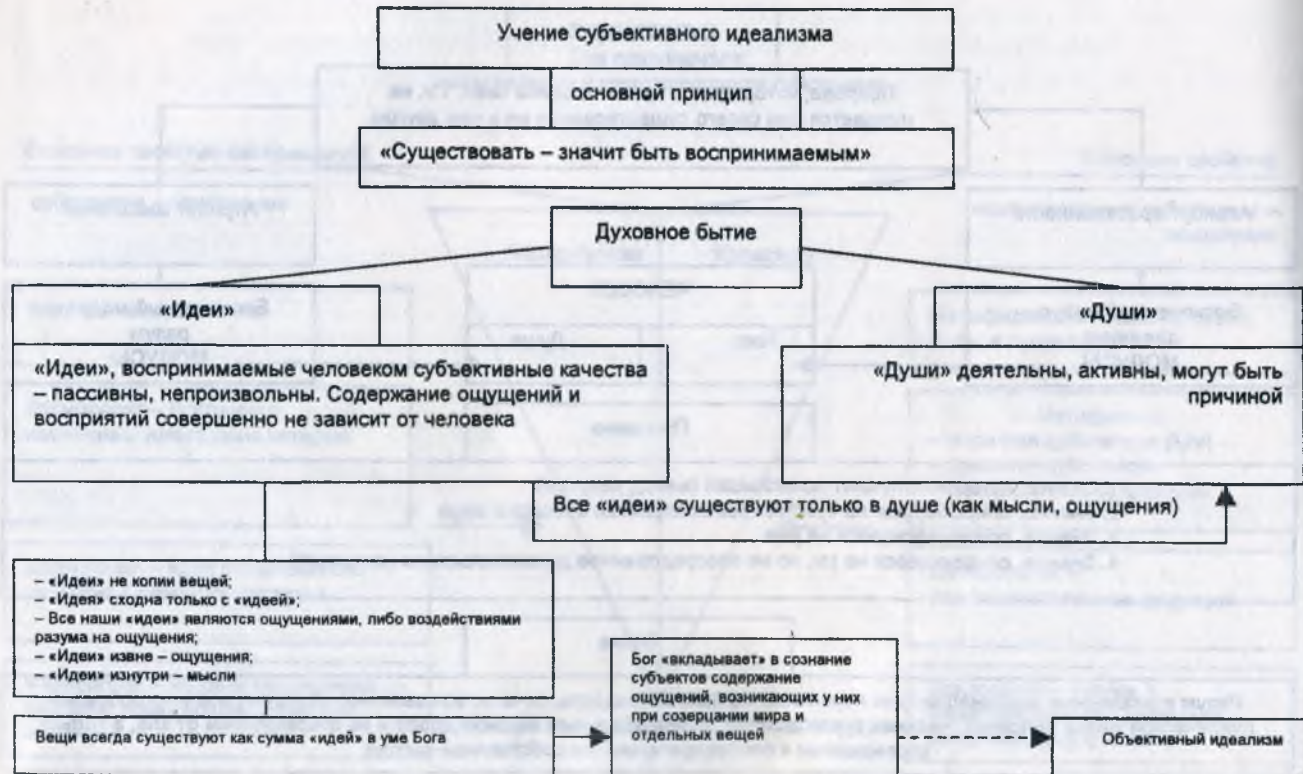 Учение субъективного идеализма
основной принцип
«Существовать – значит быть воспринимаемым»
Духовное бытие
«Идеи»
«Души»
«Идеи», воспринимаемые человеком субъективные качества
– пассивны, непроизвольны. Содержание ощущений и
восприятий совершенно не зависит от человека
«Души» деятельны, активны, могут быть
причиной
Все «идеи» существуют только в душе (как мысли, ощущения)
– «Идеи» не копии вещей;
– «Идея» сходна только с «идеей»;
– Все наши «идеи» являются ощущениями, либо воздействиями
разума на ощущения;
– «Идеи» извне – ощущения;
– «Идеи» изнутри – мысли
Бог «вкладывает» в сознание
субъектов содержание
ощущений, возникающих у них
при созерцании мира и
отдельных вещей
Вещи всегда существуют как сумма «идей» в уме Бога
Объективный идеализм